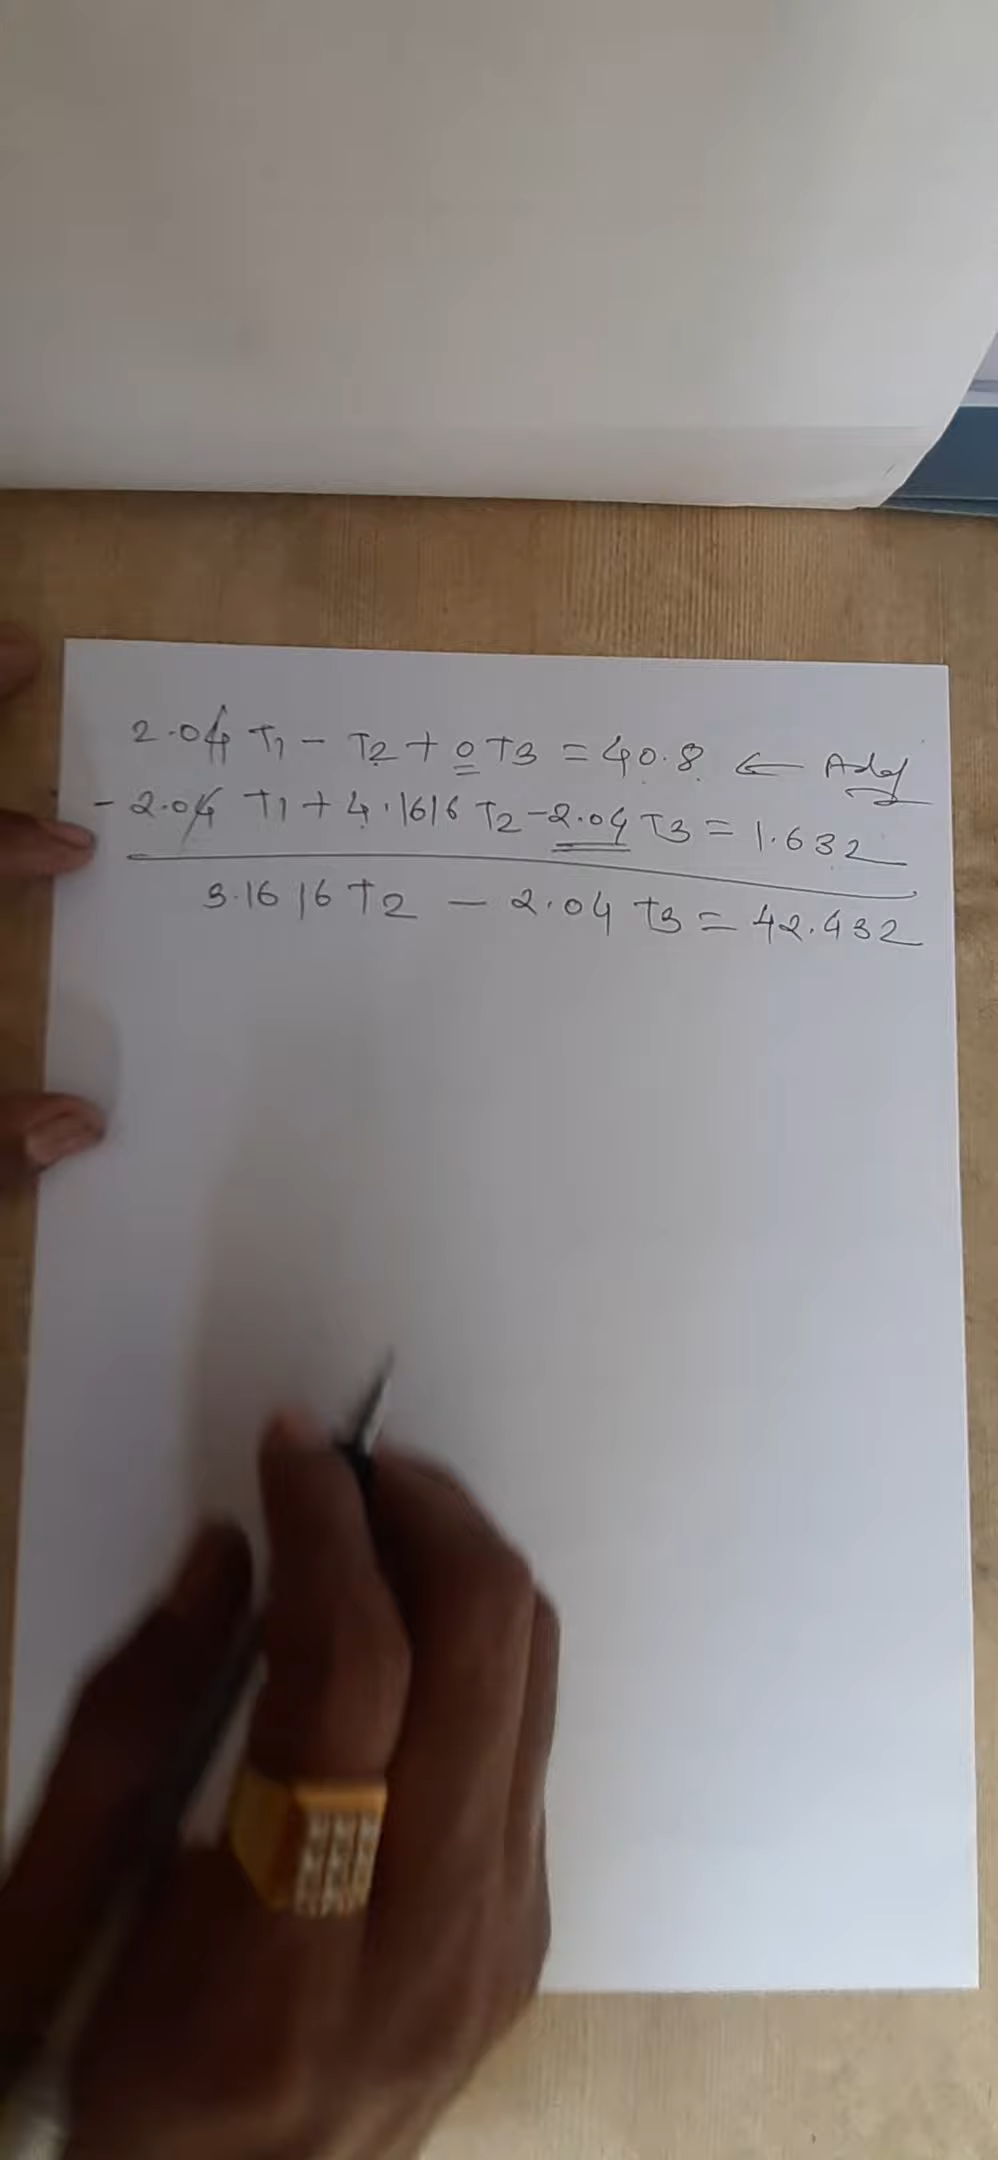 2.04 T1 - T2 + 0 T3 = 40.8 ← Add
- 2.04 T1 + 4.1616 T2 - 2.04 T3 = 1.632
3.1616 T2 - 2.04 T3 = 42.432